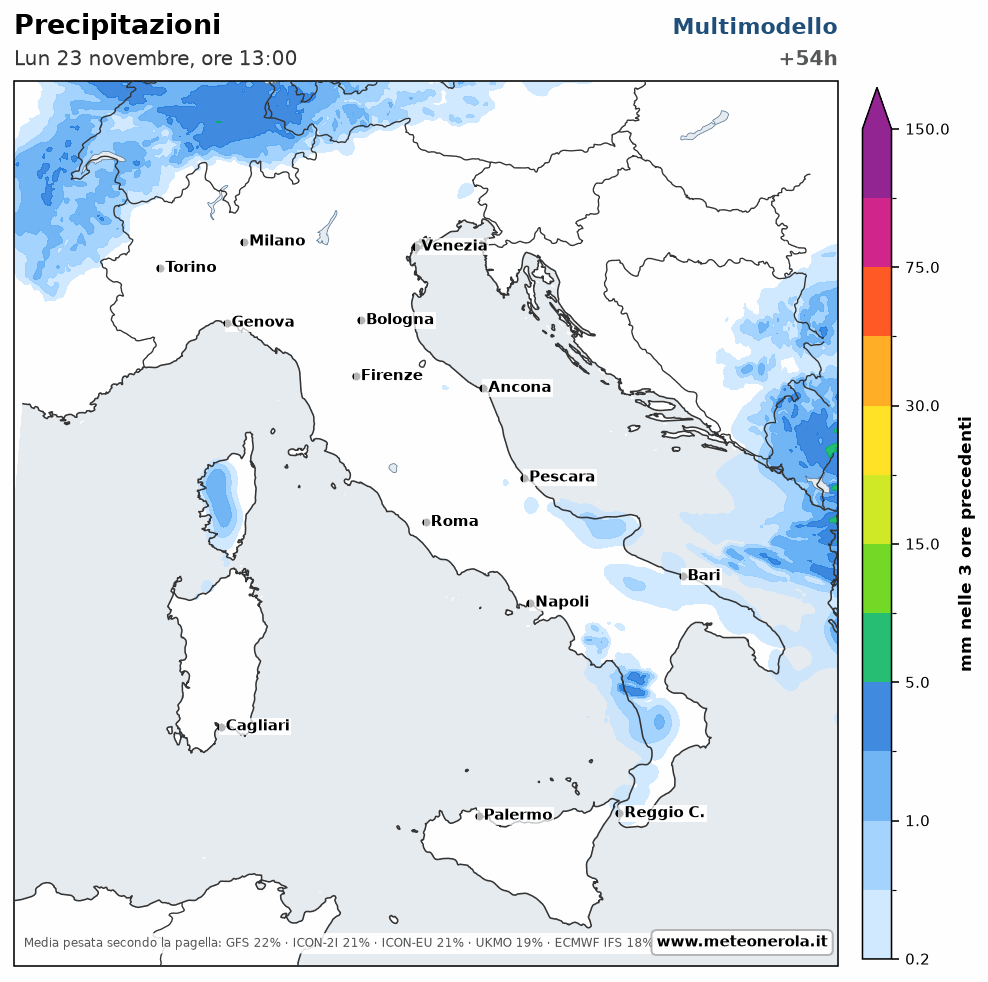 Precipitazioni
Multimodello
Lun 23 novembre, ore 13:00
+54h
150.0
75.0
30.0
15.0
5.0
1.0
0.2
mm nelle 3 ore precedenti
Milano
Venezia
Torino
Genova
Bologna
Firenze
Ancona
Pescara
Roma
Bari
Napoli
Cagliari
Palermo
Reggio C.
Media pesata secondo la pagella: GFS 22% · ICON-2I 21% · ICON-EU 21% · UKMO 19% · ECMWF IFS 18%
www.meteonerola.it